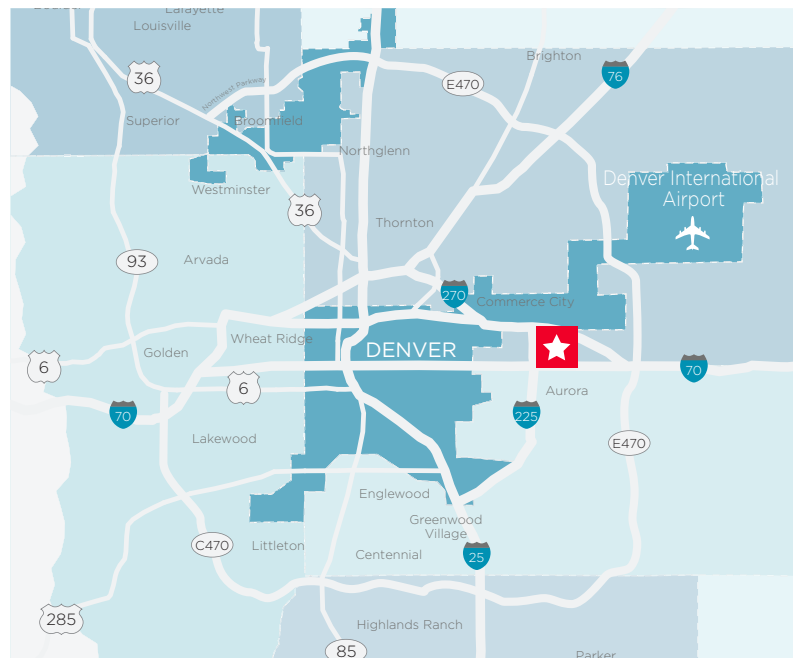 Lafayette
Louisville
Brighton
36
76
Northwest Parkway
E470
Superior
Broomfield
Northglenn
Denver International
Airport
Westminster
36
Thornton
93
Arvada
270
Commerce City
Wheat Ridge
DENVER
Golden
6
70
6
Aurora
70
225
Lakewood
E470
Englewood
Greenwood
Village
C470
Littleton
Centennial
25
285
Highlands Ranch
85
Parker